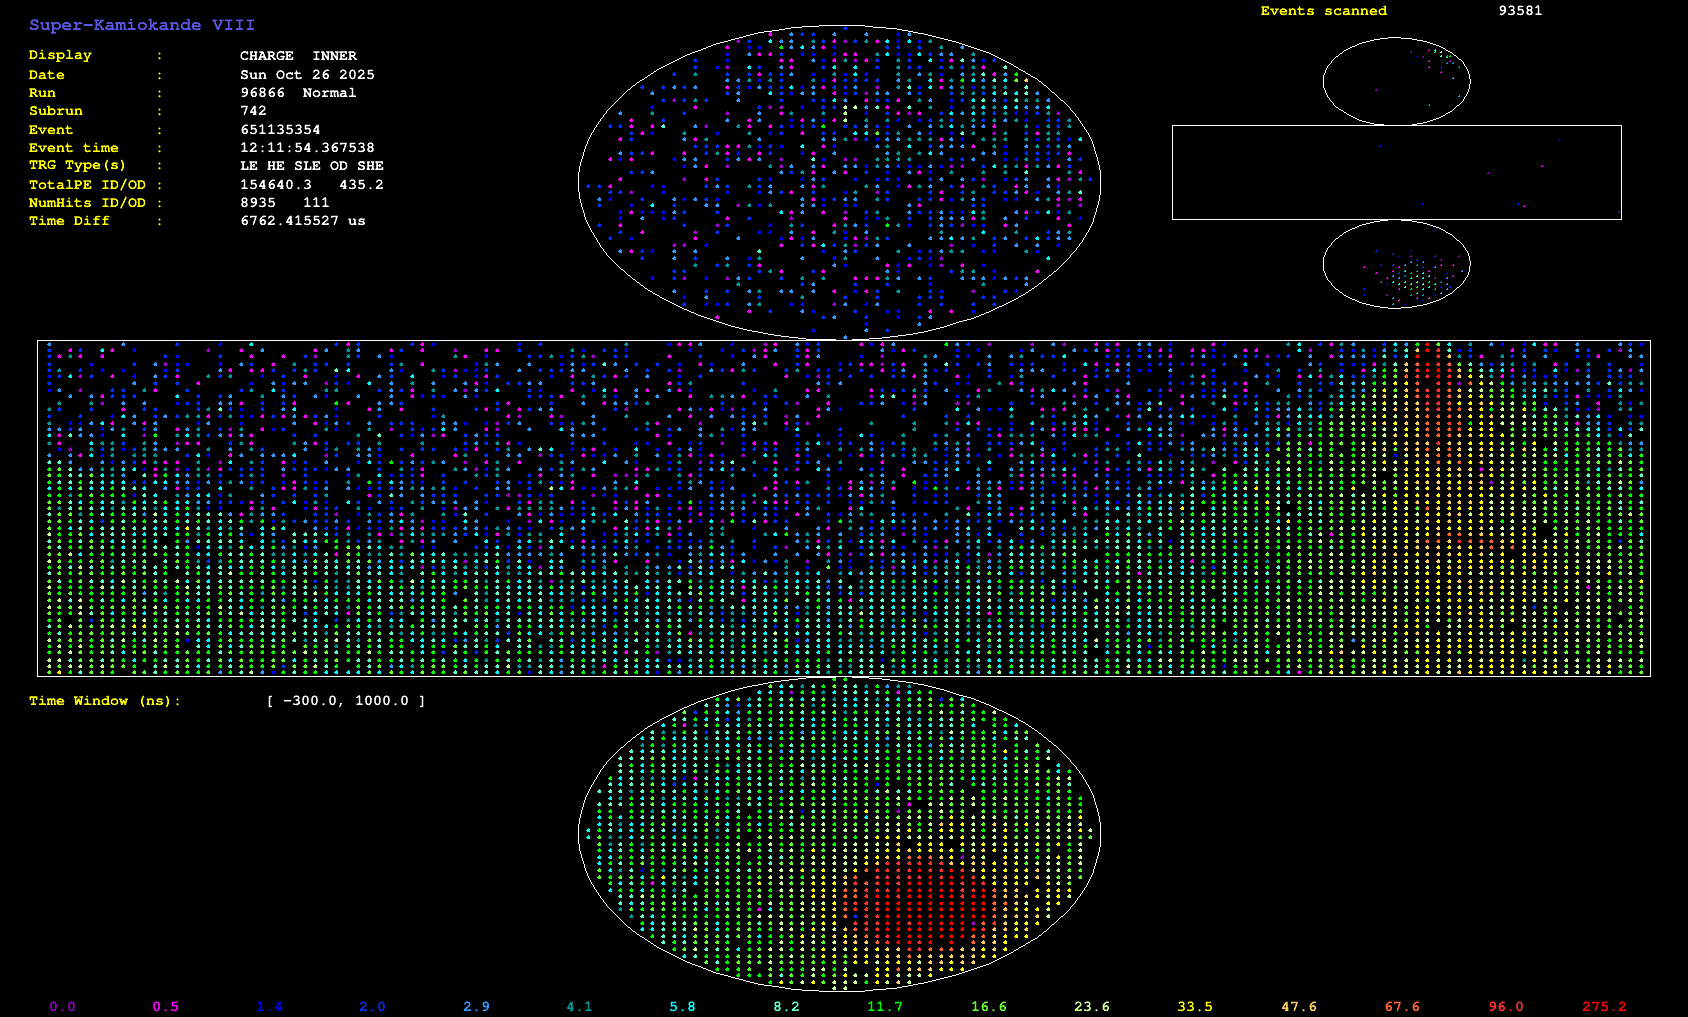 Super-Kamiokande VIII
Events scanned 93581
Display : CHARGE INNER
Date : Sun Oct 26 2025
Run : 96866 Normal
Subrun : 742
Event : 651135354
Event time : 12:11:54.367538
TRG Type(s) : LE HE SLE OD SHE
TotalPE ID/OD : 154640.3 435.2
NumHits ID/OD : 8935 111
Time Diff : 6762.415527 us
Time Window (ns): [ -300.0, 1000.0 ]
0.0 0.5 1.4 2.0 2.9 4.1 5.8 8.2 11.7 16.6 23.6 33.5 47.6 67.6 96.0 275.2